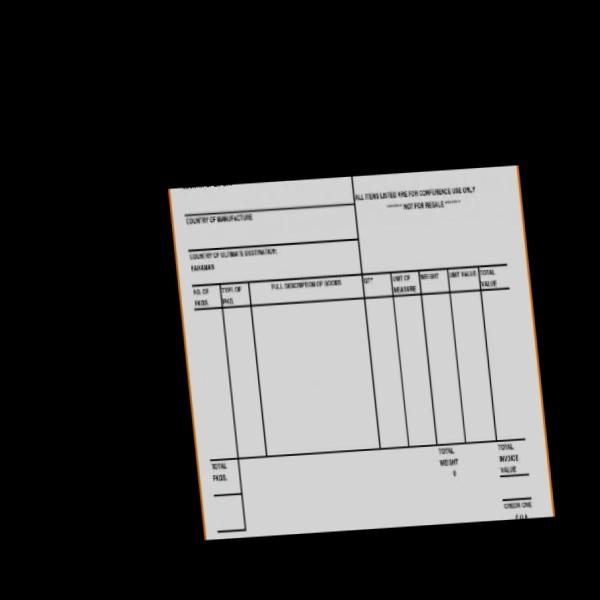 ALL ITEMS LISTED ARE FOR CONFERENCE USE ONLY
******* NOT FOR RESALE *******
COUNTRY OF MANUFACTURE
COUNTRY OF ULTIMATE DESTINATION:
BAHAMAS
NO. OF PKGS.
TYPE OF PKG.
FULL DESCRIPTION OF GOODS
QTY
UNIT OF MEASURE
WEIGHT
UNIT VALUE
TOTAL VALUE
TOTAL PKGS.
TOTAL WEIGHT
0
TOTAL INVOICE VALUE
CHECK ONE